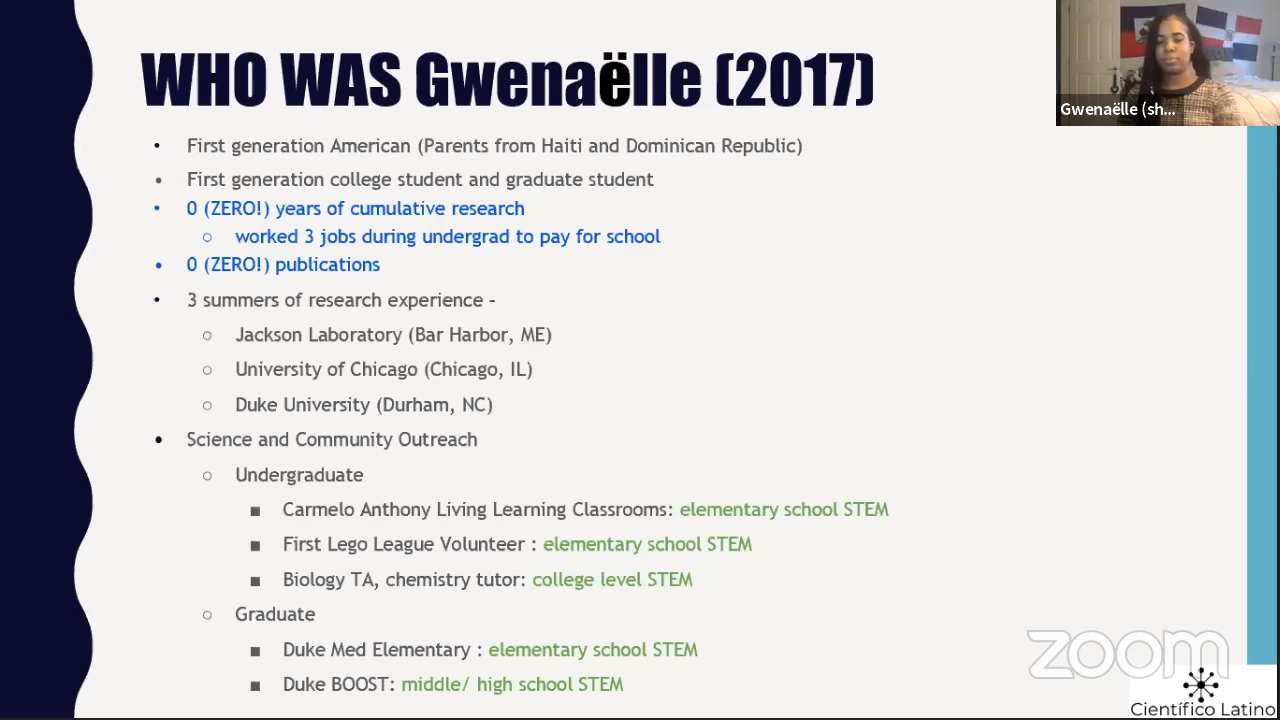 WHO WAS Gwenaëlle (2017)
Gwenaëlle (sh...
• First generation American (Parents from Haiti and Dominican Republic)
• First generation college student and graduate student
• 0 (ZERO!) years of cumulative research
○ worked 3 jobs during undergrad to pay for school
• 0 (ZERO!) publications
• 3 summers of research experience –
○ Jackson Laboratory (Bar Harbor, ME)
○ University of Chicago (Chicago, IL)
○ Duke University (Durham, NC)
• Science and Community Outreach
○ Undergraduate
■ Carmelo Anthony Living Learning Classrooms: elementary school STEM
■ First Lego League Volunteer : elementary school STEM
■ Biology TA, chemistry tutor: college level STEM
○ Graduate
■ Duke Med Elementary : elementary school STEM
■ Duke BOOST: middle/ high school STEM
zoom
Científico Latino